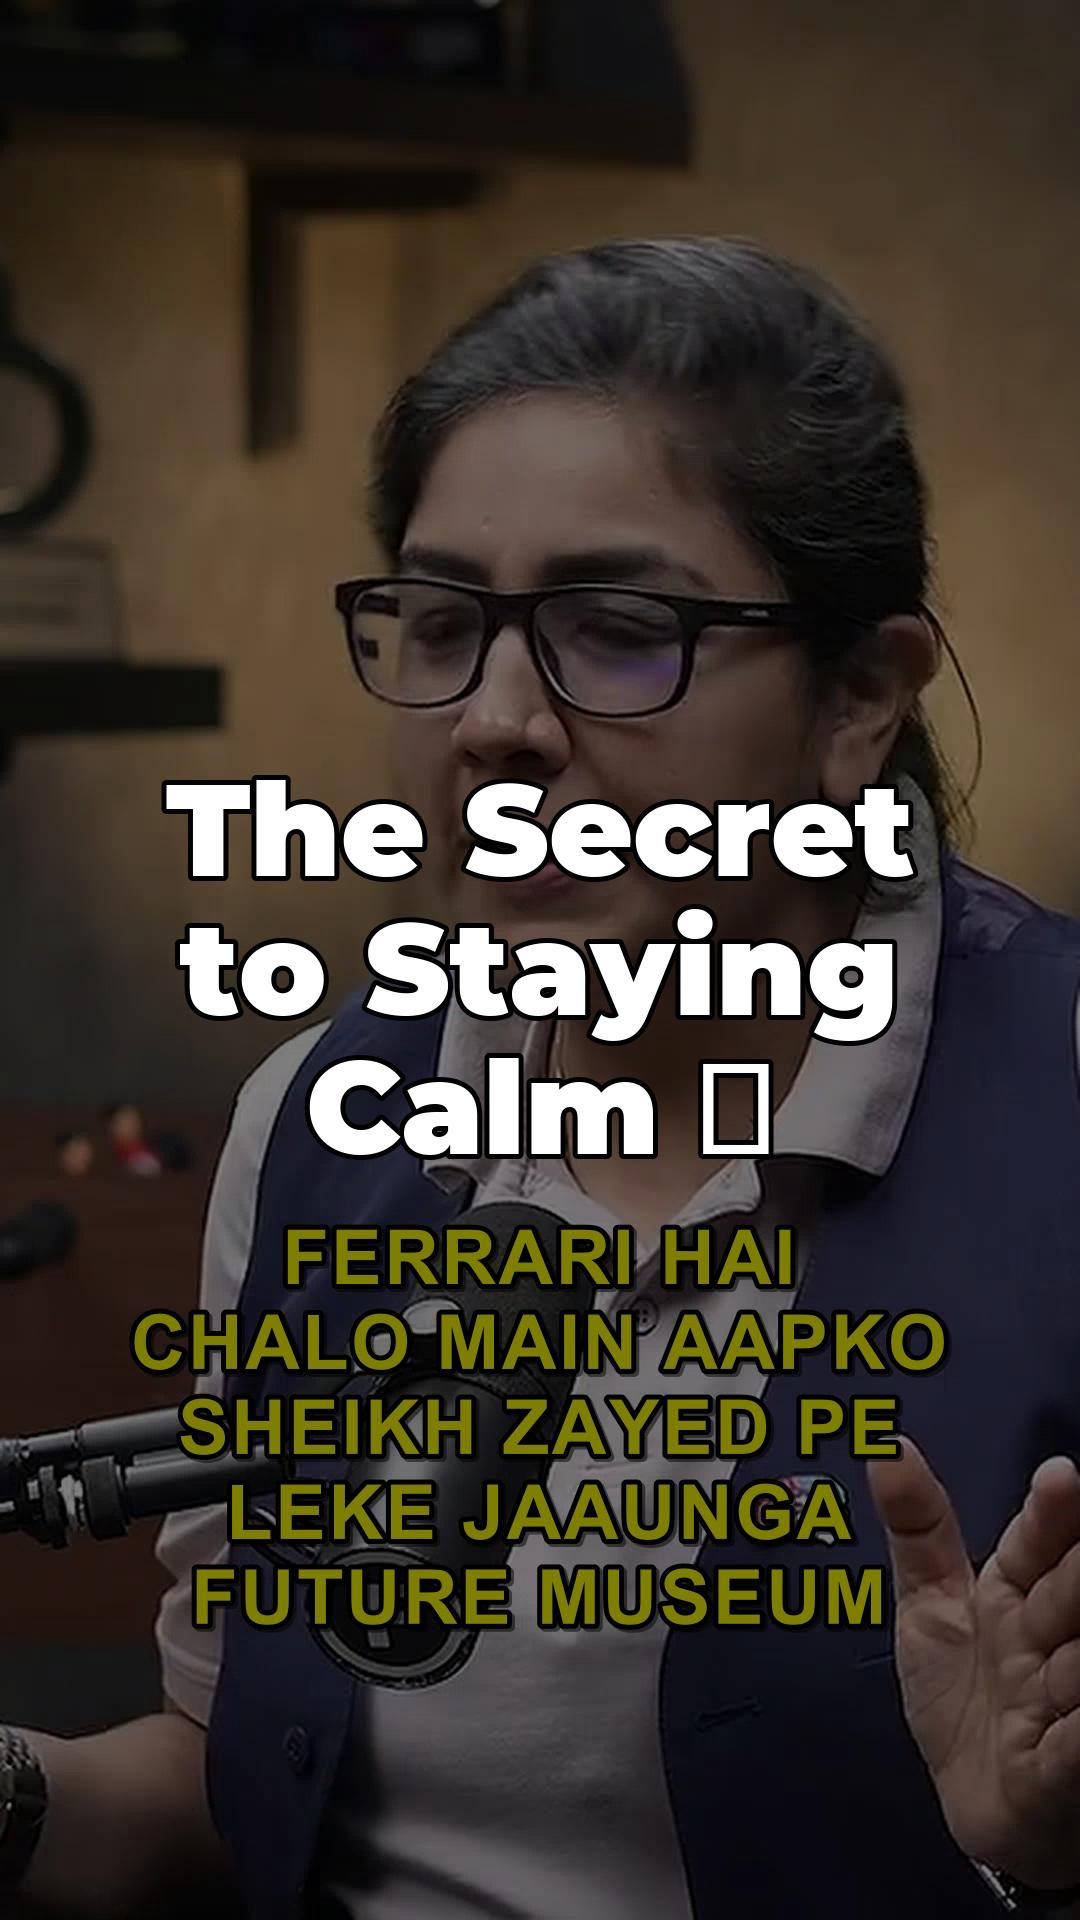 The Secret
to Staying
Calm
FERRARI HAI
CHALO MAIN AAPKO
SHEIKH ZAYED PE
LEKE JAAUNGA
FUTURE MUSEUM